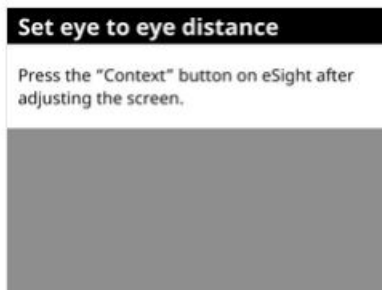 Set eye to eye distance
Press the “Context” button on eSight after
adjusting the screen.